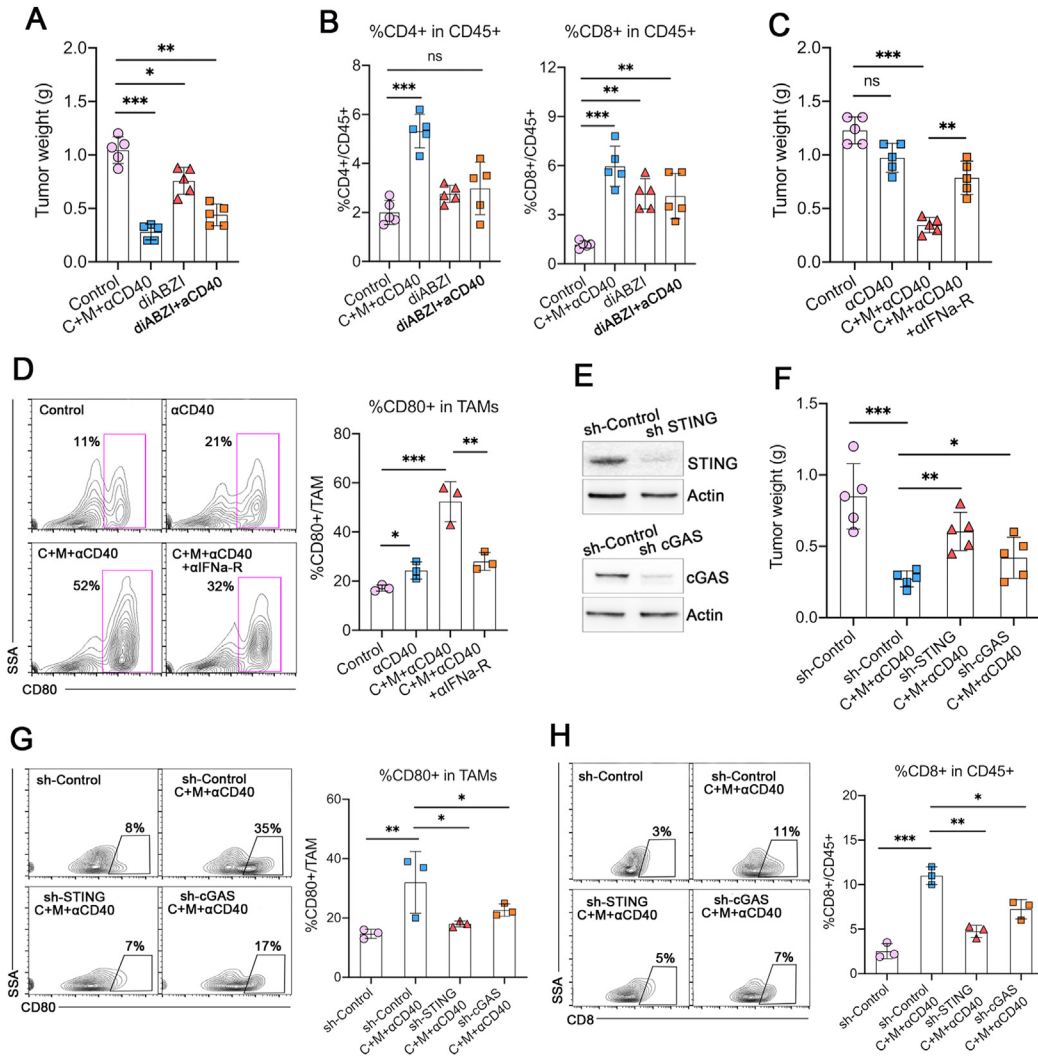 A
2.0
1.5
1.0
0.5
0.0
Tumor weight (g)
**
*
***
Control
C+M+αCD40
diABZI
diABZI+aCD40
B
%CD4+ in CD45+
8
6
4
2
0
%CD4+/CD45+
ns
***
Control
C+M+αCD40
diABZI
diABZI+aCD40
%CD8+ in CD45+
12
9
6
3
0
%CD8+/CD45+
**
**
***
Control
C+M+αCD40
diABZI
diABZI+aCD40
C
2.0
1.5
1.0
0.5
0.0
Tumor weight (g)
***
ns
**
Control
αCD40
C+M+αCD40
C+M+αCD40
+αIFNa-R
D
Control
11%
αCD40
21%
C+M+αCD40
52%
C+M+αCD40
+αIFNa-R
32%
SSA
CD80
%CD80+ in TAMs
80
60
40
20
0
%CD80+/TAM
***
**
*
Control
αCD40
C+M+αCD40
C+M+αCD40
+αIFNa-R
E
sh-Control
sh STING
STING
Actin
sh-Control
sh cGAS
cGAS
Actin
F
1.5
1.0
0.5
0.0
Tumor weight (g)
***
*
**
sh-Control
sh-Control
C+M+αCD40
sh-STING
C+M+αCD40
sh-cGAS
C+M+αCD40
G
sh-Control
8%
sh-Control
C+M+αCD40
35%
sh-STING
C+M+αCD40
7%
sh-cGAS
C+M+αCD40
17%
SSA
CD80
%CD80+ in TAMs
60
40
20
0
%CD80+/TAM
*
**
*
sh-Control
sh-Control
C+M+αCD40
sh-STING
C+M+αCD40
sh-cGAS
C+M+αCD40
H
sh-Control
3%
sh-Control
C+M+αCD40
11%
sh-STING
C+M+αCD40
5%
sh-cGAS
C+M+αCD40
7%
SSA
CD8
%CD8+ in CD45+
20
15
10
5
0
%CD8+/CD45+
*
***
**
sh-Control
sh-Control
C+M+αCD40
sh-STING
C+M+αCD40
sh-cGAS
C+M+αCD40